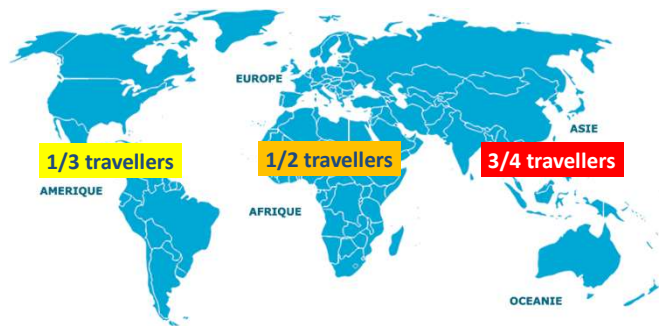 EUROPE
ASIE
1/3 travellers
1/2 travellers
3/4 travellers
AMERIQUE
AFRIQUE
OCEANIE